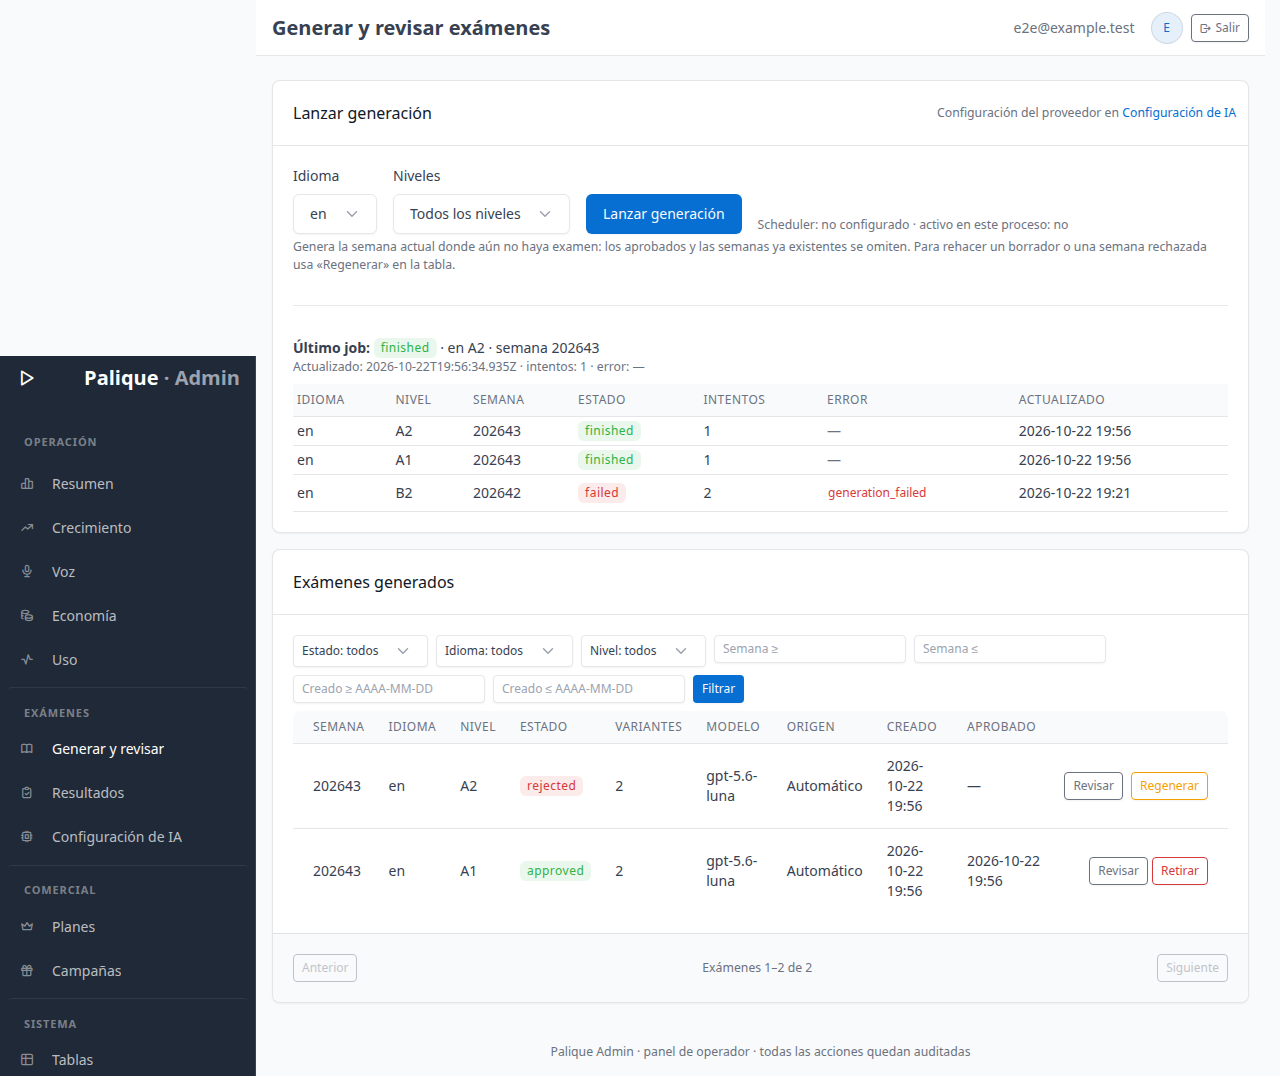 Generar y revisar exámenes
e2e@example.test
E
Salir
Lanzar generación
Configuración del proveedor en Configuración de IA
Idioma
Niveles
en
Todos los niveles
Lanzar generación
Scheduler: no configurado · activo en este proceso: no
Genera la semana actual donde aún no haya examen: los aprobados y las semanas ya existentes se omiten. Para rehacer un borrador o una semana rechazada
usa «Regenerar» en la tabla.
Último job: finished · en A2 · semana 202643
Actualizado: 2026-10-22T19:56:34.935Z · intentos: 1 · error: —
IDIOMA NIVEL SEMANA ESTADO INTENTOS ERROR ACTUALIZADO
en A2 202643 finished 1 — 2026-10-22 19:56
en A1 202643 finished 1 — 2026-10-22 19:56
en B2 202642 failed 2 generation_failed 2026-10-22 19:21
Palique · Admin
OPERACIÓN
Resumen
Crecimiento
Voz
Economía
Uso
EXÁMENES
Generar y revisar
Resultados
Configuración de IA
COMERCIAL
Planes
Campañas
SISTEMA
Tablas
Exámenes generados
Estado: todos
Idioma: todos
Nivel: todos
Semana ≥
Semana ≤
Creado ≥ AAAA-MM-DD
Creado ≤ AAAA-MM-DD
Filtrar
SEMANA IDIOMA NIVEL ESTADO VARIANTES MODELO ORIGEN CREADO APROBADO
202643 en A2 rejected 2 gpt-5.6-
luna Automático 2026-
10-22
19:56 — Revisar Regenerar
202643 en A1 approved 2 gpt-5.6-
luna Automático 2026-
10-22
19:56 2026-10-22
19:56 Revisar Retirar
Anterior
Exámenes 1–2 de 2
Siguiente
Palique Admin · panel de operador · todas las acciones quedan auditadas